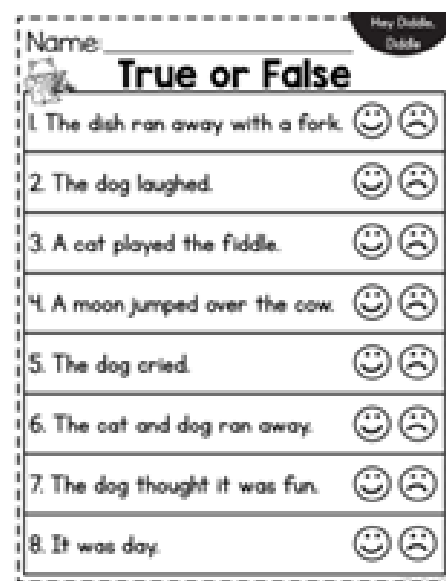 Hey Diddle,
Diddle
Name:
True or False
1. The dish ran away with a fork.
2. The dog laughed.
3. A cat played the fiddle.
4. A moon jumped over the cow.
5. The dog cried.
6. The cat and dog ran away.
7. The dog thought it was fun.
8. It was day.